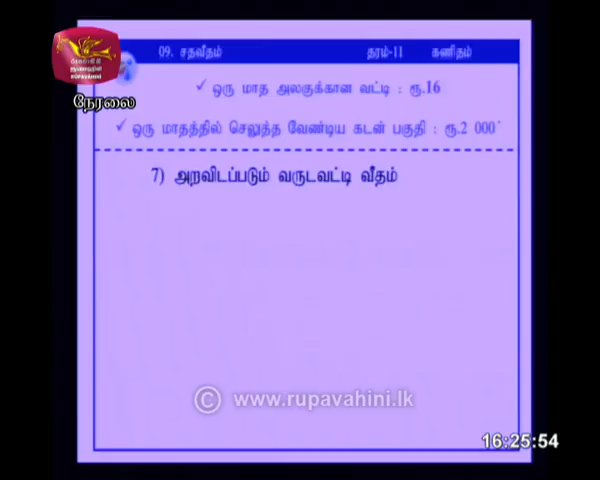 RUPAVAHINI
நேரலை
09. சதவீதம் தரம்-11 கணிதம்
✓ ஒரு மாத அலகுக்கான வட்டி : ரூ.16
✓ ஒரு மாதத்தில் செலுத்த வேண்டிய கடன் பகுதி : ரூ.2 000
7) அறவிடப்படும் வருடவட்டி வீதம்
© www.rupavahini.lk
16:25:54